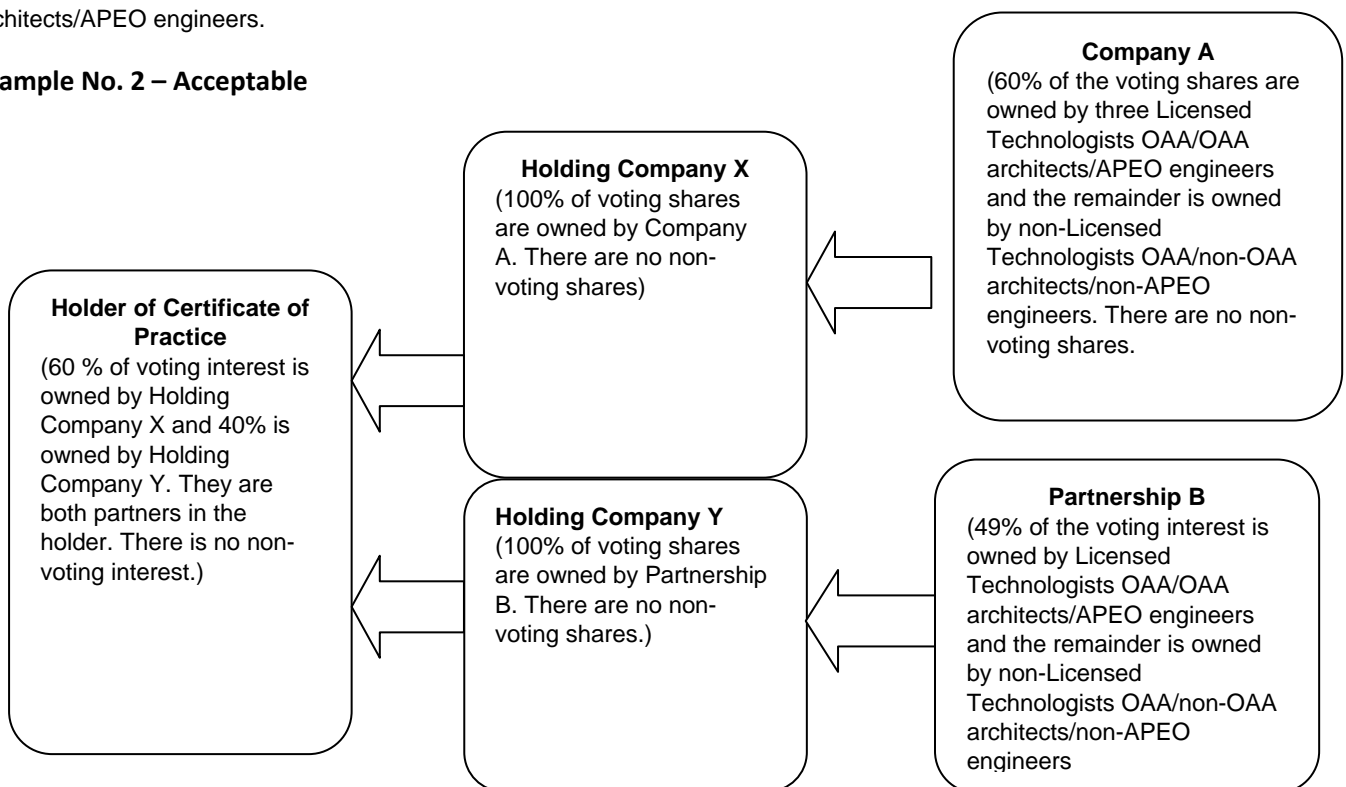 chitects/APEO engineers.
ample No. 2 – Acceptable
Holder of Certificate of
Practice
(60 % of voting interest is
owned by Holding
Company X and 40% is
owned by Holding
Company Y. They are
both partners in the
holder. There is no non-
voting interest.)
Holding Company X
(100% of voting shares
are owned by Company
A. There are no non-
voting shares)
Company A
(60% of the voting shares are
owned by three Licensed
Technologists OAA/OAA
architects/APEO engineers
and the remainder is owned
by non-Licensed
Technologists OAA/non-OAA
architects/non-APEO
engineers. There are no non-
voting shares.
Holding Company Y
(100% of voting shares
are owned by Partnership
B. There are no non-
voting shares.)
Partnership B
(49% of the voting interest is
owned by Licensed
Technologists OAA/OAA
architects/APEO engineers
and the remainder is owned
by non-Licensed
Technologists OAA/non-OAA
architects/non-APEO
engineers